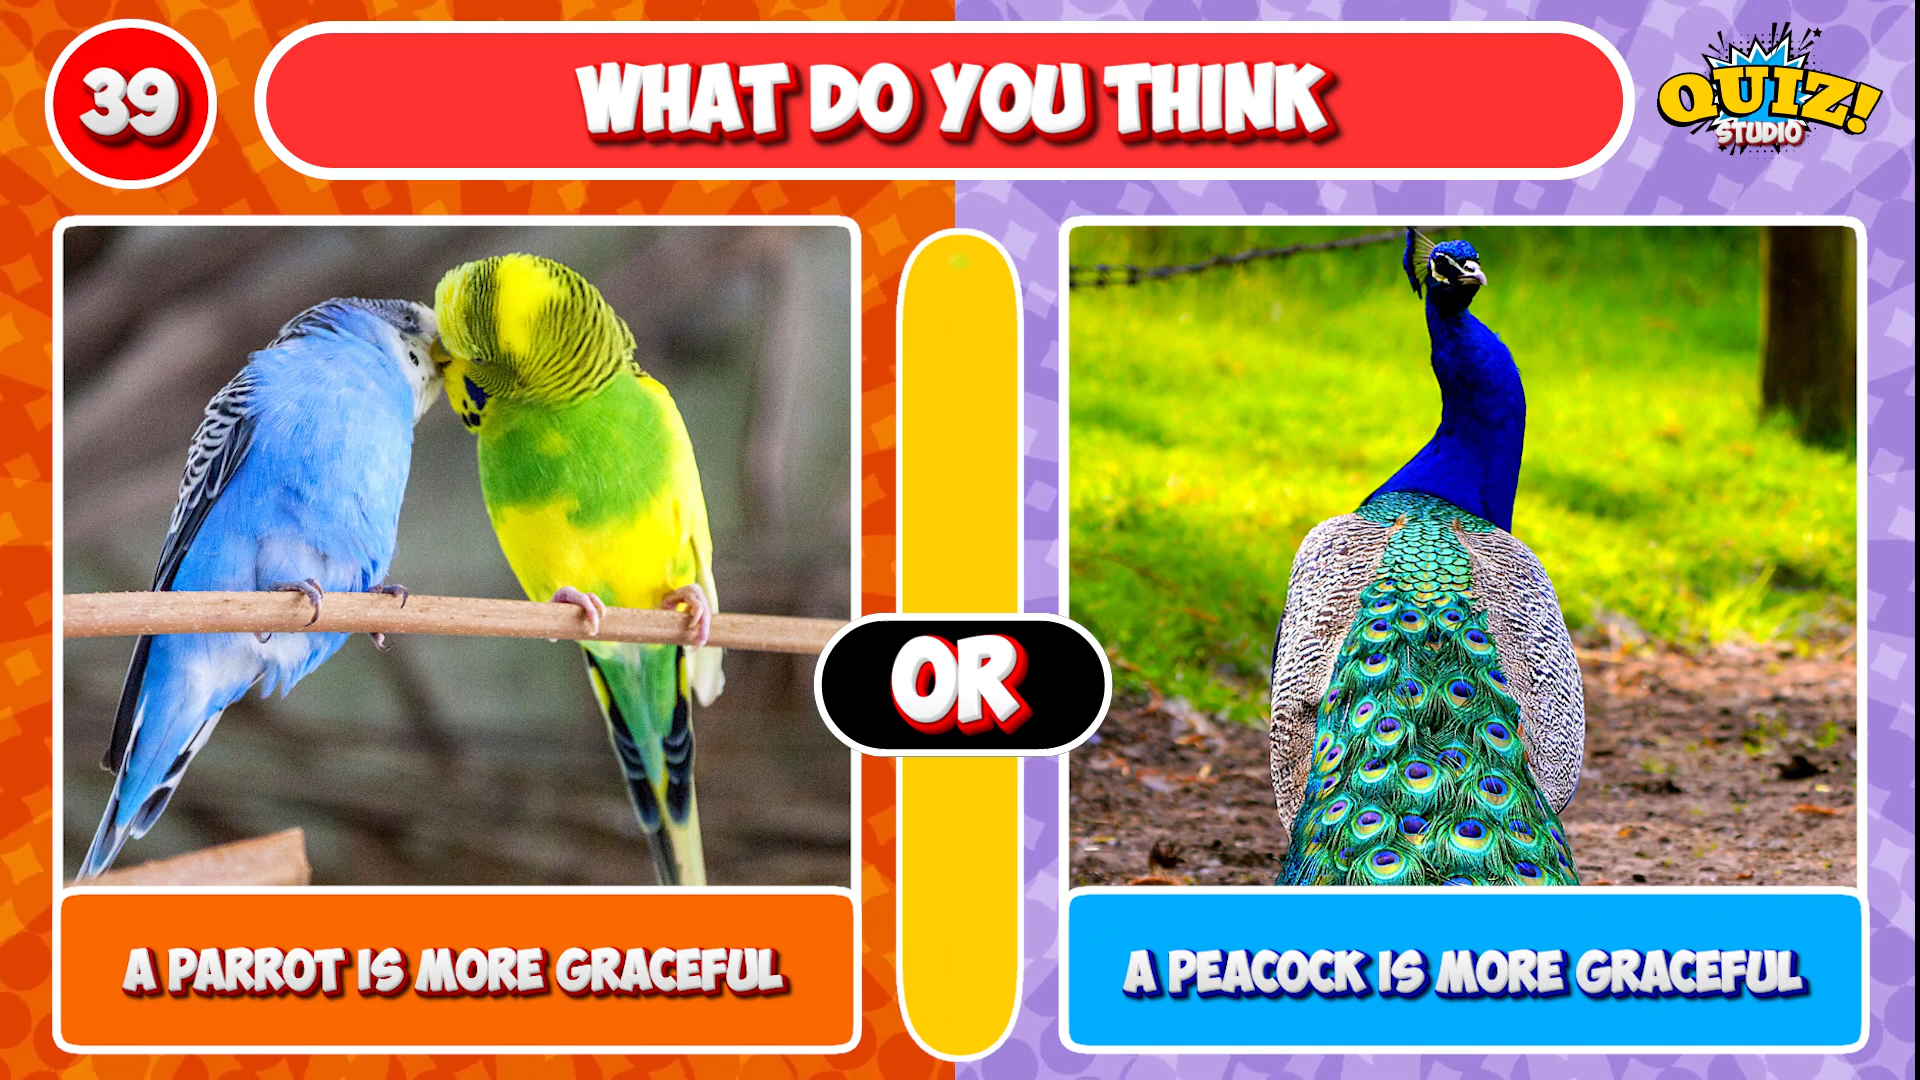 39
WHAT DO YOU THINK
QUIZ!
STUDIO
OR
A PARROT IS MORE GRACEFUL
A PEACOCK IS MORE GRACEFUL